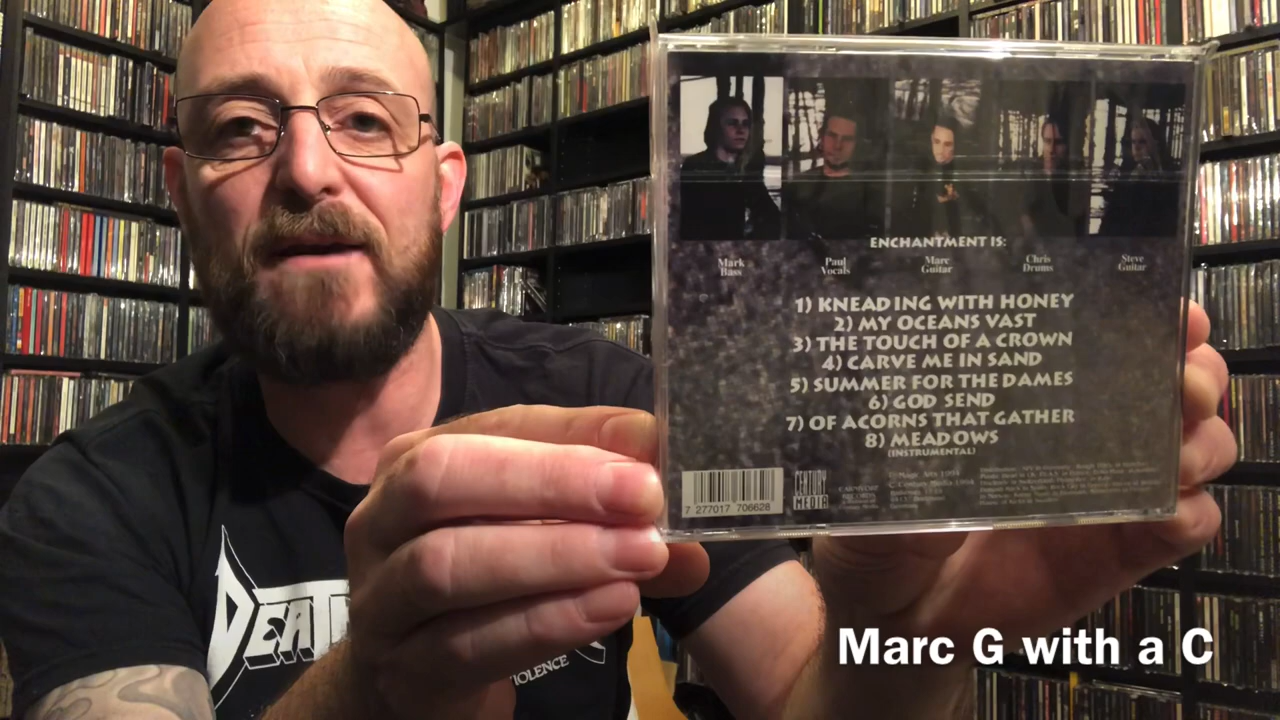 ENCHANTMENT IS:
Mark
Bass
Paul
Vocals
Marc
Guitar
Chris
Drums
Steve
Guitar
1) KNEADING WITH HONEY
2) MY OCEANS VAST
3) THE TOUCH OF A CROWN
4) CARVE ME IN SAND
5) SUMMER FOR THE DAMES
6) GOD SEND
7) OF ACORNS THAT GATHER
8) MEADOWS
(INSTRUMENTAL)
7 277017 706628
CENTURY
MEDIA
DEAT
VIOLENCE
Marc G with a C